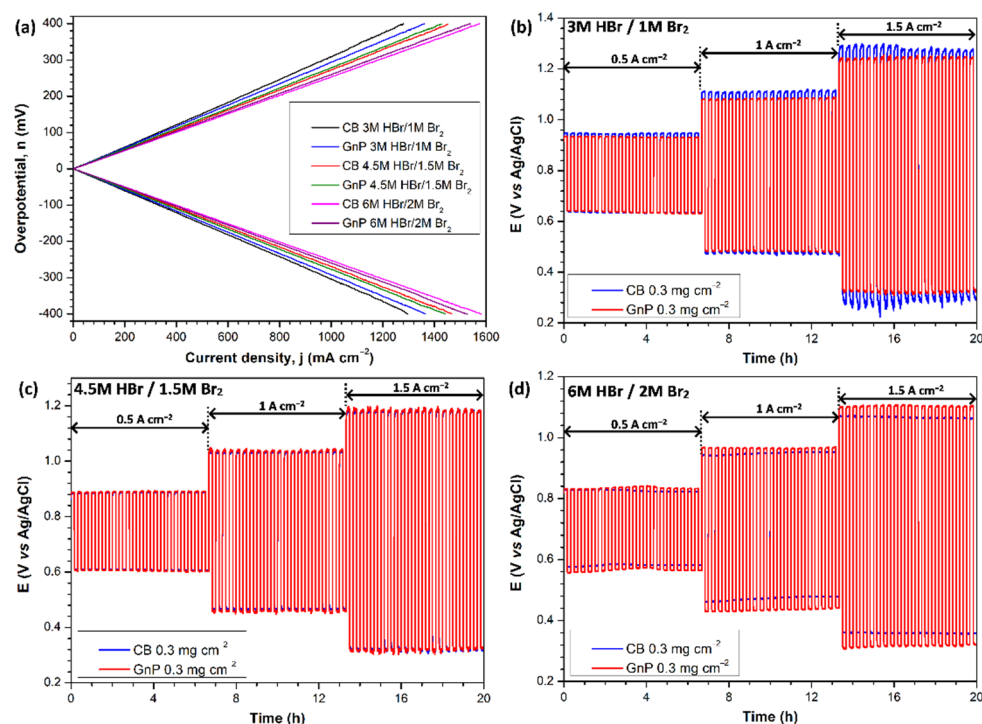 (a)
400
300
200
100
0
-100
-200
-300
-400
Overpotential, n (mV)
CB 3M HBr/1M Br2
GnP 3M HBr/1M Br2
CB 4.5M HBr/1.5M Br2
GnP 4.5M HBr/1.5M Br2
CB 6M HBr/2M Br2
GnP 6M HBr/2M Br2
0 200 400 600 800 1000 1200 1400 1600
Current density, j (mA cm⁻²)
(b)
3M HBr / 1M Br₂
0.5 A cm⁻²
1 A cm⁻²
1.5 A cm⁻²
1.4
1.2
1.0
0.8
0.6
0.4
0.2
E (V vs Ag/AgCl)
CB 0.3 mg cm⁻²
GnP 0.3 mg cm⁻²
0 4 8 12 16 20
Time (h)
(c)
4.5M HBr / 1.5M Br₂
0.5 A cm⁻²
1 A cm⁻²
1.5 A cm⁻²
1.2
1.0
0.8
0.6
0.4
0.2
E (V vs Ag/AgCl)
CB 0.3 mg cm⁻²
GnP 0.3 mg cm⁻²
0 4 8 12 16 20
Time (h)
(d)
6M HBr / 2M Br₂
0.5 A cm⁻²
1 A cm⁻²
1.5 A cm⁻²
1.2
1.0
0.8
0.6
0.4
0.2
E (V vs Ag/AgCl)
CB 0.3 mg cm⁻²
GnP 0.3 mg cm⁻²
0 4 8 12 16 20
Time (h)